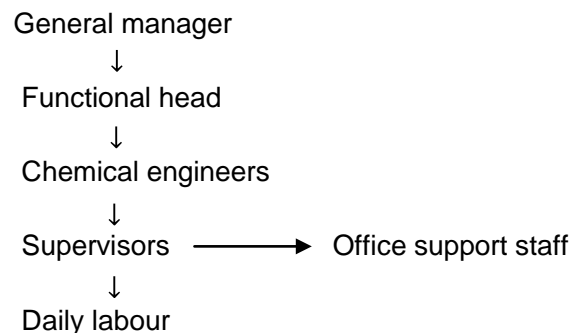 General manager
↓
Functional head
↓
Chemical engineers
↓
Supervisors → Office support staff
↓
Daily labour